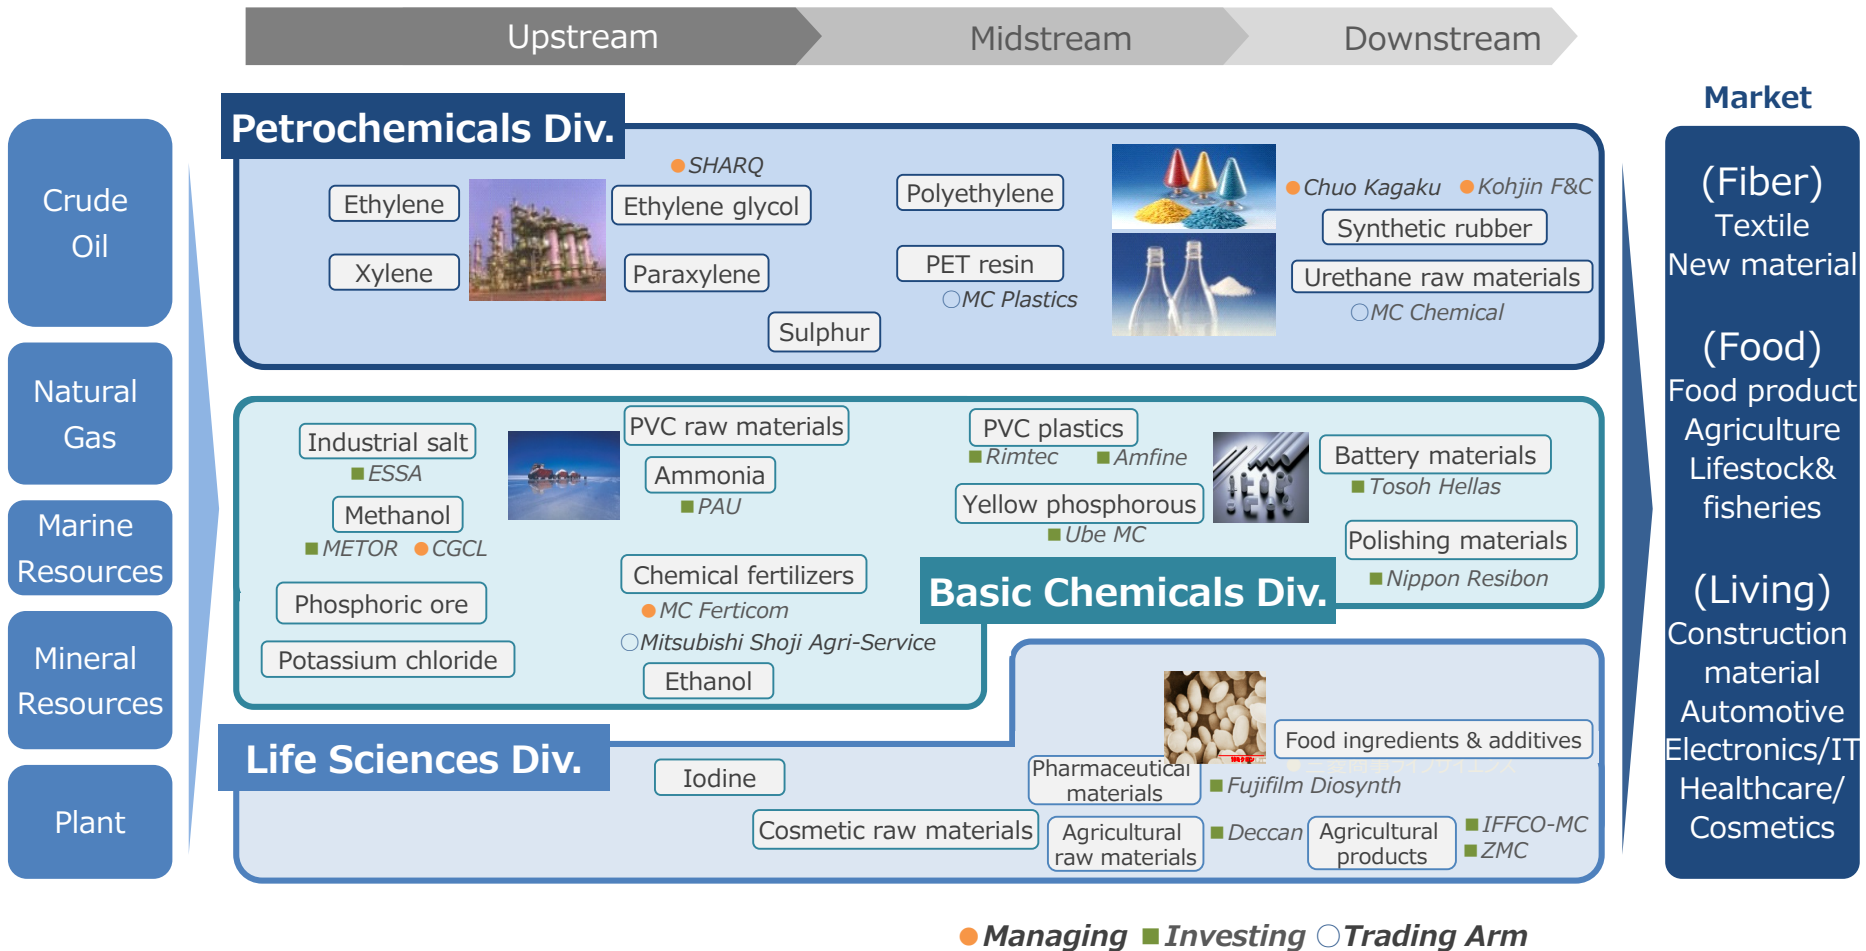 Upstream
Midstream
Downstream
Market
Crude
Oil
Natural
Gas
Marine
Resources
Mineral
Resources
Plant
Petrochemicals Div.
●SHARQ
Ethylene
Ethylene glycol
Polyethylene
●Chuo Kagaku ●Kohjin F&C
Synthetic rubber
Xylene
Paraxylene
PET resin
Urethane raw materials
○MC Plastics
○MC Chemical
Sulphur
Industrial salt
■ESSA
PVC raw materials
PVC plastics
■Rimtec ■Amfine
Battery materials
■Tosoh Hellas
Ammonia
■PAU
Methanol
■METOR ●CGCL
Yellow phosphorous
■Ube MC
Polishing materials
■Nippon Resibon
Chemical fertilizers
●MC Ferticom
○Mitsubishi Shoji Agri-Service
Phosphoric ore
Potassium chloride
Ethanol
Basic Chemicals Div.
Life Sciences Div.
Iodine
Cosmetic raw materials
Food ingredients & additives
Pharmaceutical
materials
■Fujifilm Diosynth
Agricultural
raw materials
■Deccan
Agricultural
products
■IFFCO-MC
■ZMC
(Fiber)
Textile
New material
(Food)
Food product
Agriculture
Lifestock&
fisheries
(Living)
Construction
material
Automotive
Electronics/IT
Healthcare/
Cosmetics
●Managing ■Investing ○Trading Arm